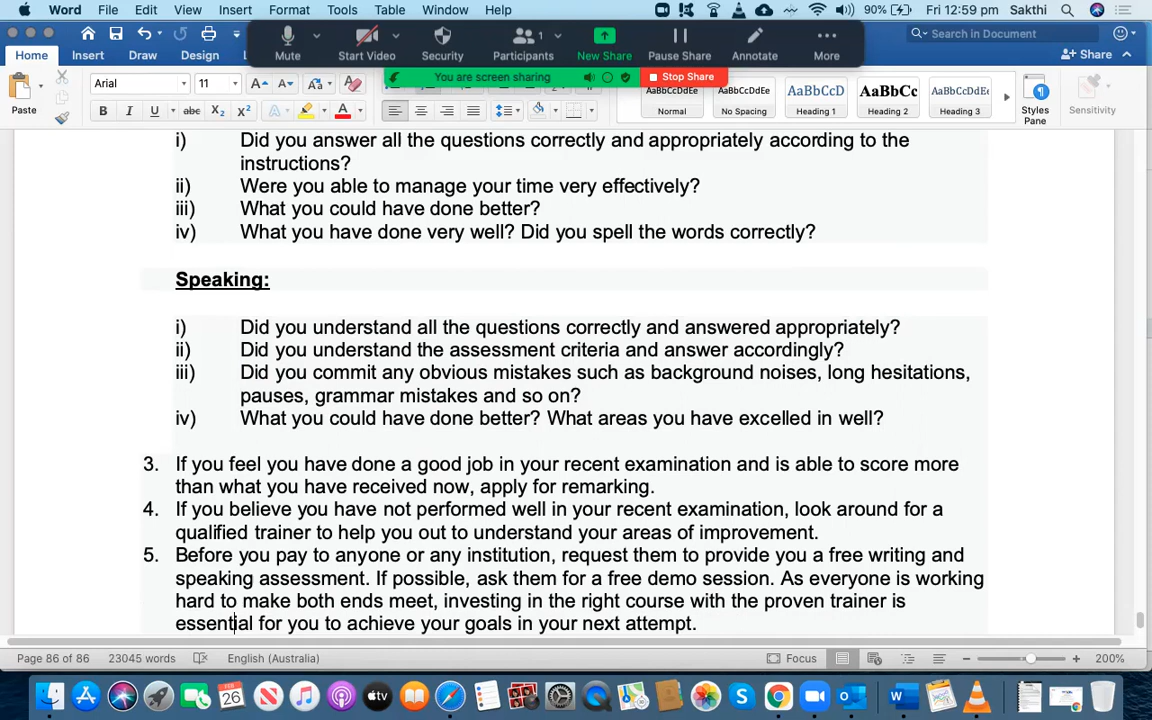 Word File Edit View Insert Format Tools Table Window Help 90% Fri 12:59 PM Sakthi
Search in Document
Mute Start Video Security Participants 1 New Share Pause Share Annotate More
Home Insert Design
Share
You are screen sharing Stop Share
Paste
Arial 11
AaBbCcDdEe AaBbCcDdEe AaBbCcD AaBbCc AaBbCcDdEe
Normal No Spacing Heading 1 Heading 2 Heading 3
Styles Pane
Sensitivity
i) Did you answer all the questions correctly and appropriately according to the
instructions?
ii) Were you able to manage your time very effectively?
iii) What you could have done better?
iv) What you have done very well? Did you spell the words correctly?
Speaking:
i) Did you understand all the questions correctly and answered appropriately?
ii) Did you understand the assessment criteria and answer accordingly?
iii) Did you commit any obvious mistakes such as background noises, long hesitations,
pauses, grammar mistakes and so on?
iv) What you could have done better? What areas you have excelled in well?
3. If you feel you have done a good job in your recent examination and is able to score more
than what you have received now, apply for remarking.
4. If you believe you have not performed well in your recent examination, look around for a
qualified trainer to help you out to understand your areas of improvement.
5. Before you pay to anyone or any institution, request them to provide you a free writing and
speaking assessment. If possible, ask them for a free demo session. As everyone is working
hard to make both ends meet, investing in the right course with the proven trainer is
essential for you to achieve your goals in your next attempt.
Page 86 of 86 23045 words English (Australia) Focus 200%
FEB 26